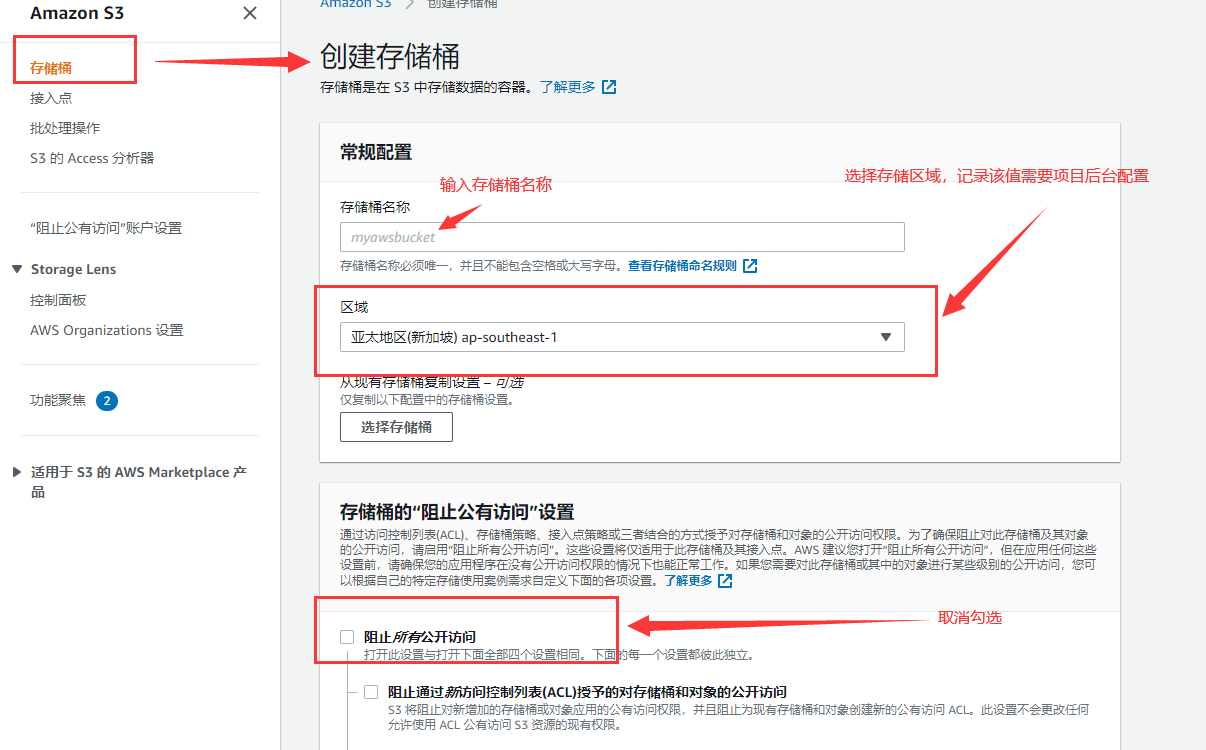 Amazon S3
存储桶
接入点
批处理操作
S3 的 Access 分析器
“阻止公有访问”账户设置
Storage Lens
控制面板
AWS Organizations 设置
功能聚焦 2
适用于 S3 的 AWS Marketplace 产
品
Amazon S3 > 创建存储桶
创建存储桶
存储桶是在 S3 中存储数据的容器。了解更多
常规配置
输入存储桶名称
选择存储区域，记录该值需要项目后台配置
存储桶名称
myawsbucket
存储桶名称必须唯一，并且不能包含空格或大写字母。查看存储桶命名规则
区域
亚太地区(新加坡) ap-southeast-1
从现有存储桶复制设置 – 可选
仅复制以下配置中的存储桶设置。
选择存储桶
存储桶的“阻止公有访问”设置
通过访问控制列表(ACL)、存储桶策略、接入点策略或三者结合的方式授予对存储桶和对象的公开访问权限。为了确保阻止对此存储桶及其对象
的公开访问，请启用“阻止所有公开访问”。这些设置将仅适用于此存储桶及其接入点。AWS 建议您打开“阻止所有公开访问”，但在应用任何这些
设置前，请确保您的应用程序在没有公开访问权限的情况下也能正常工作。如果您需要对此存储桶或其中的对象进行某些级别的公开访问，您可
以根据自己的特定存储使用案例需求自定义下面的各项设置。了解更多
取消勾选
阻止所有公开访问
打开此设置与打开下面全部四个设置相同。下面的每一个设置都彼此独立。
阻止通过新访问控制列表(ACL)授予的对存储桶和对象的公开访问
S3 将阻止对新增加的存储桶或对象应用的公有访问权限，并且阻止为现有存储桶和对象创建新的公有访问 ACL。此设置不会更改任何
允许使用 ACL 公有访问 S3 资源的现有权限。